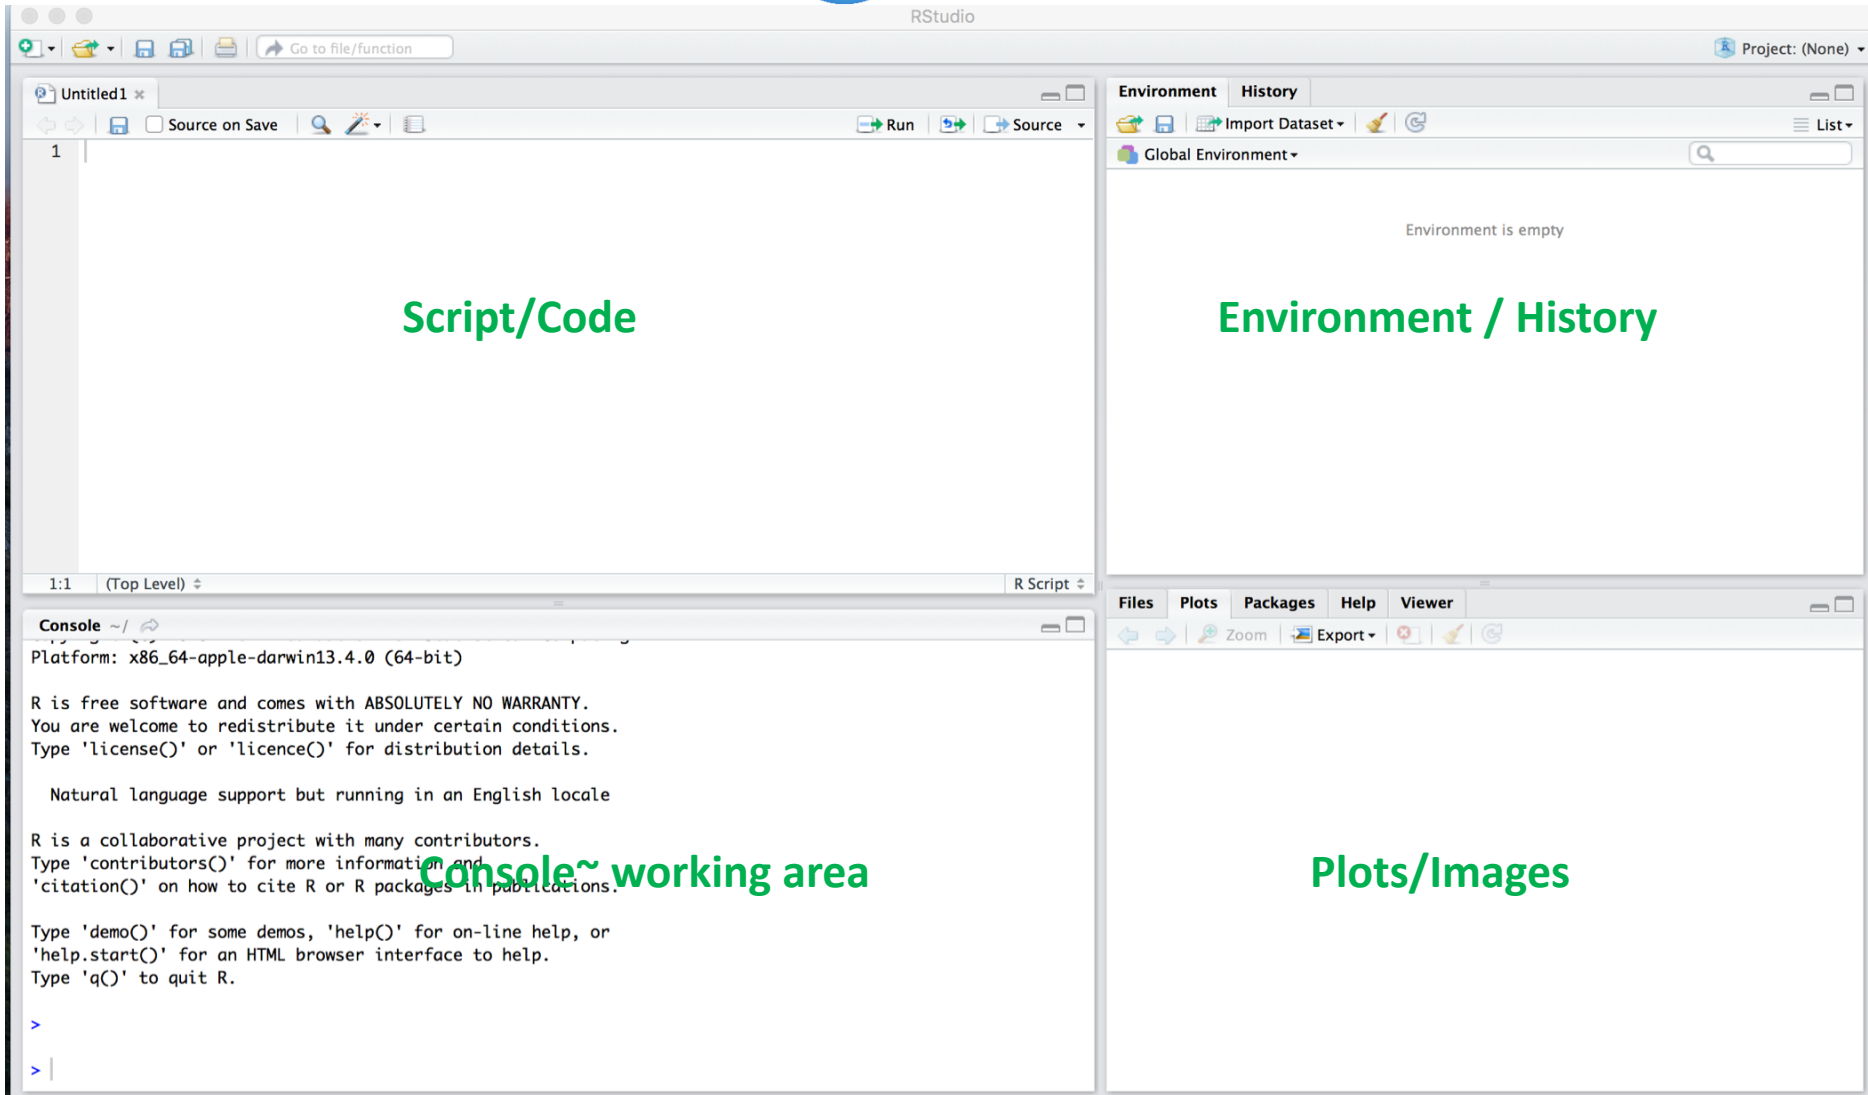 RStudio
Go to file/function
Project: (None)
Untitled1
Source on Save
Run
Source
1
Script/Code
1:1 (Top Level)
R Script
Environment History
Import Dataset
List
Global Environment
Environment is empty
Environment / History
Console ~/
Platform: x86_64-apple-darwin13.4.0 (64-bit)
R is free software and comes with ABSOLUTELY NO WARRANTY.
You are welcome to redistribute it under certain conditions.
Type 'license()' or 'licence()' for distribution details.
Natural language support but running in an English locale
R is a collaborative project with many contributors.
Type 'contributors()' for more information and
'citation()' on how to cite R or R packages in publications.
Console~ working area
Type 'demo()' for some demos, 'help()' for on-line help, or
'help.start()' for an HTML browser interface to help.
Type 'q()' to quit R.
>
>
Files Plots Packages Help Viewer
Zoom Export
Plots/Images